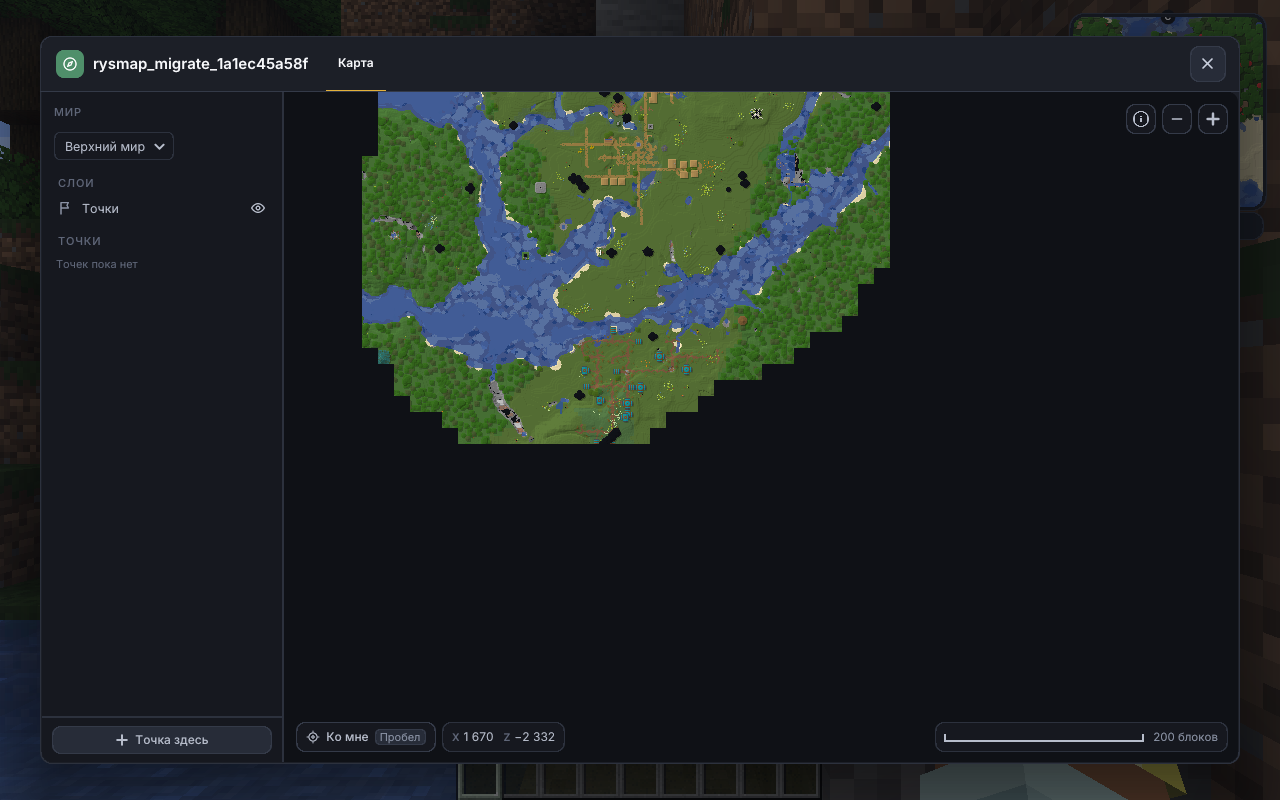 rysmap_migrate_1a1ec45a58f
Карта
МИР
Верхний мир
СЛОИ
Точки
ТОЧКИ
Точек пока нет
Точка здесь
Ко мне Пробел
X 1 670 Z −2 332
200 блоков